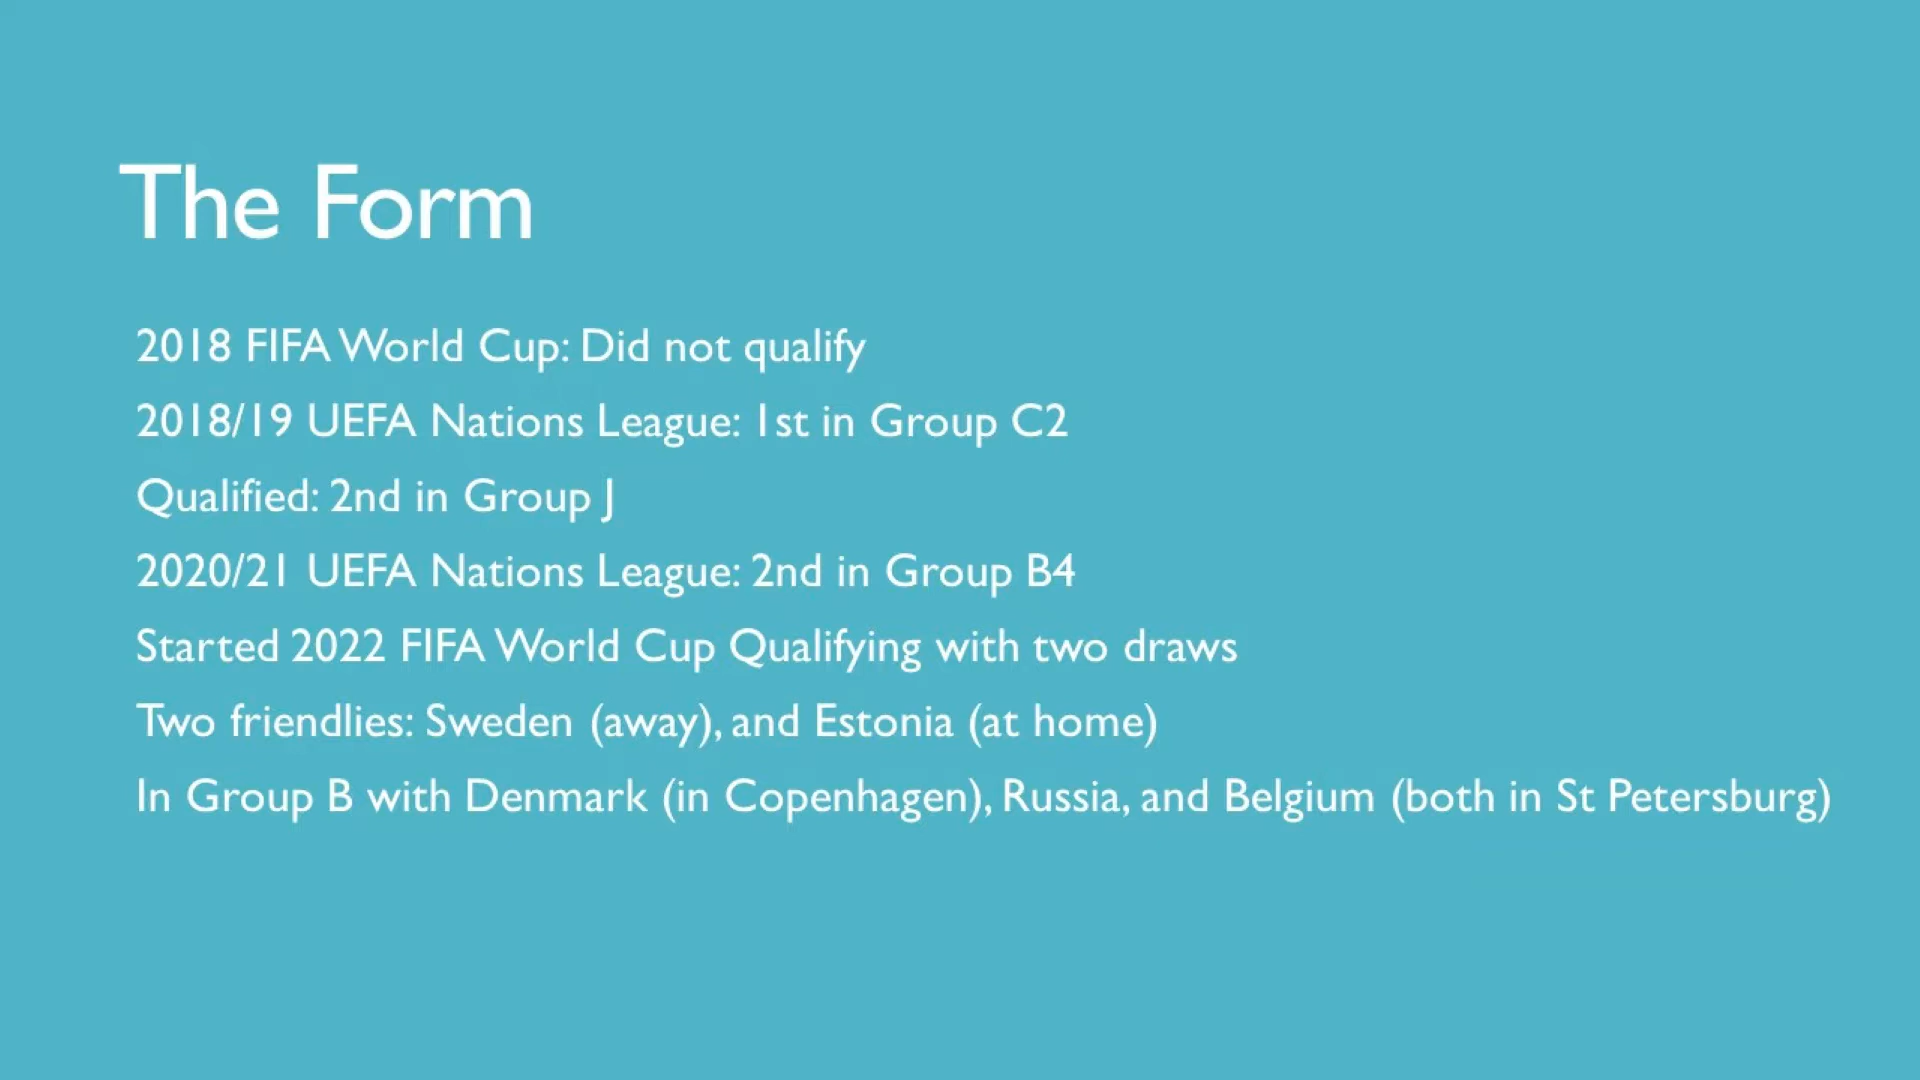 The Form
2018 FIFA World Cup: Did not qualify
2018/19 UEFA Nations League: 1st in Group C2
Qualified: 2nd in Group J
2020/21 UEFA Nations League: 2nd in Group B4
Started 2022 FIFA World Cup Qualifying with two draws
Two friendlies: Sweden (away), and Estonia (at home)
In Group B with Denmark (in Copenhagen), Russia, and Belgium (both in St Petersburg)